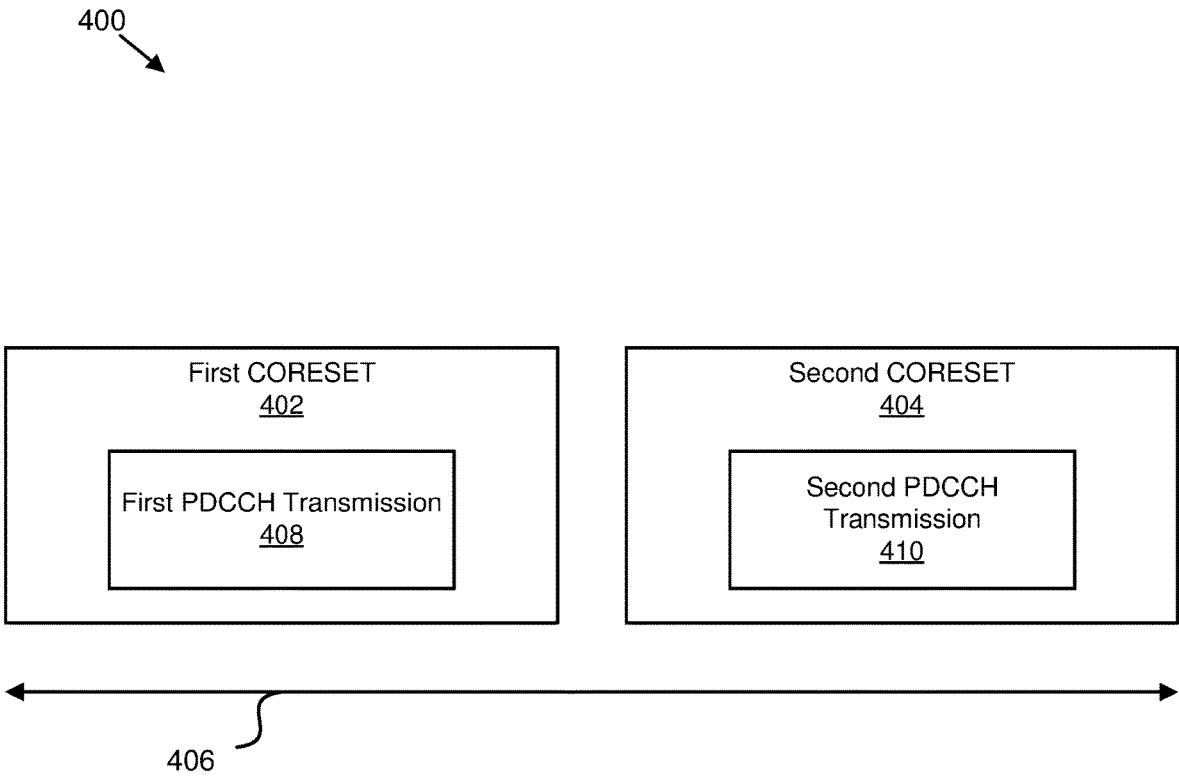 400
First CORESET
402
First PDCCH Transmission
408
Second CORESET
404
Second PDCCH
Transmission
410
406